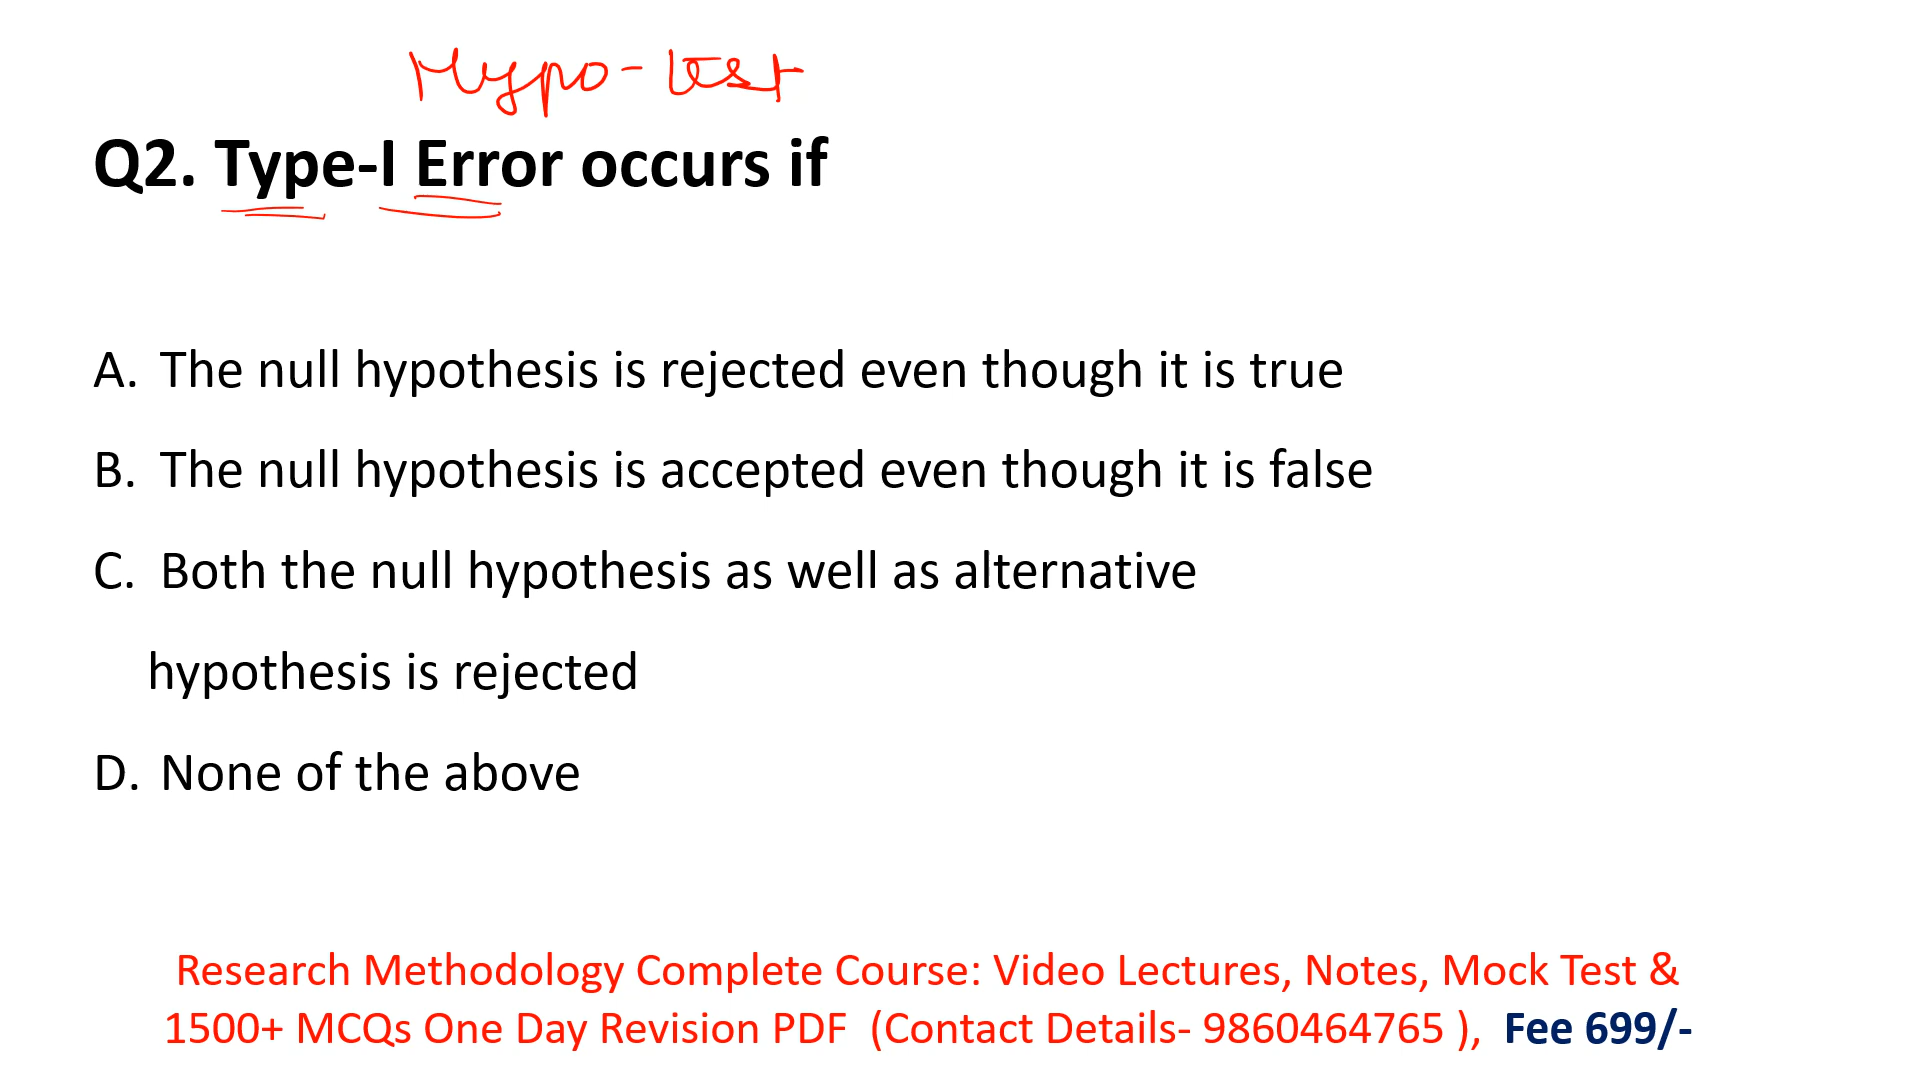 Hypo-test
Q2. Type-I Error occurs if
A. The null hypothesis is rejected even though it is true
B. The null hypothesis is accepted even though it is false
C. Both the null hypothesis as well as alternative
hypothesis is rejected
D. None of the above
Research Methodology Complete Course: Video Lectures, Notes, Mock Test &
1500+ MCQs One Day Revision PDF (Contact Details- 9860464765 ), Fee 699/-